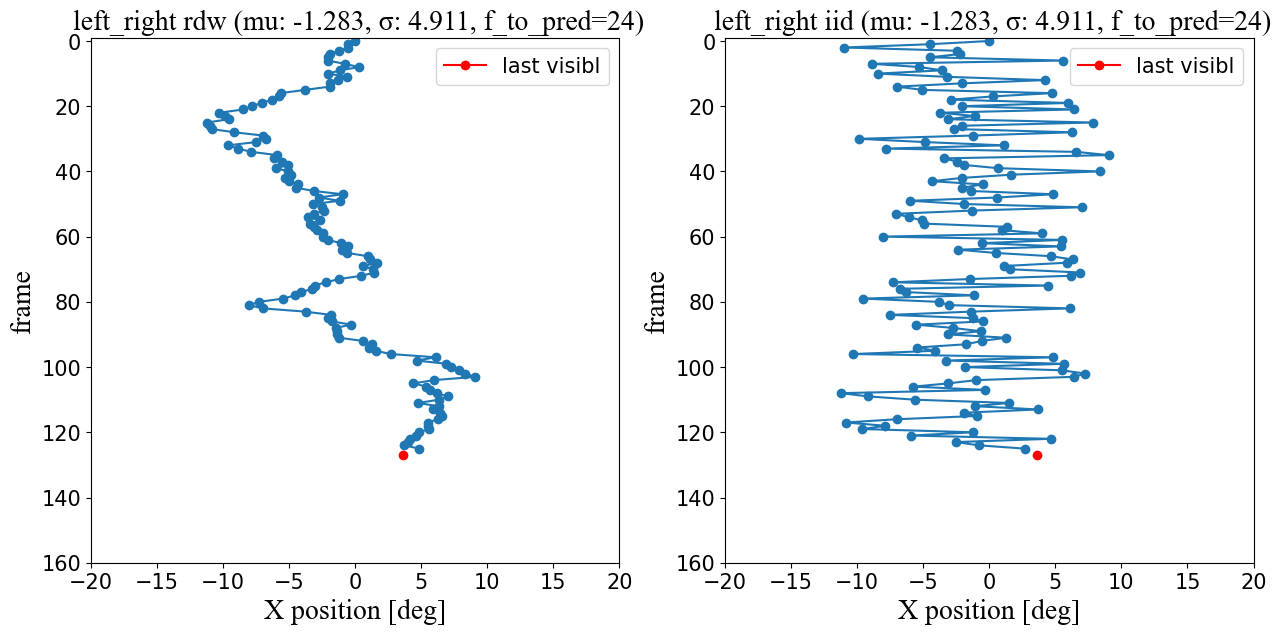 left_right rdw (mu: -1.283, σ: 4.911, f_to_pred=24)
last visibl
0
20
40
60
80
100
120
140
160
frame
−20 −15 −10 −5 0 5 10 15 20
X position [deg]
left_right iid (mu: -1.283, σ: 4.911, f_to_pred=24)
last visibl
0
20
40
60
80
100
120
140
160
frame
−20 −15 −10 −5 0 5 10 15 20
X position [deg]